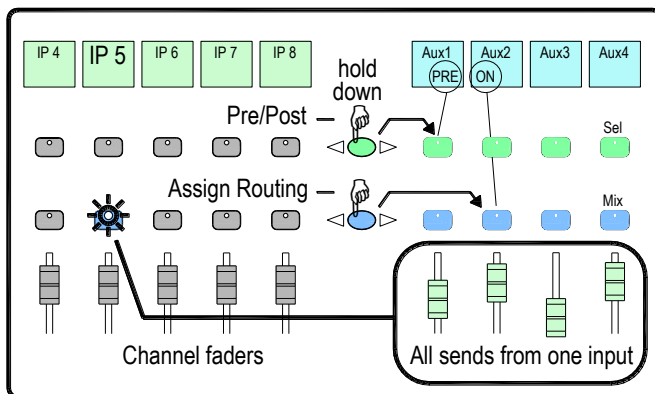 IP 4 IP 5 IP 6 IP 7 IP 8
Aux1 Aux2 Aux3 Aux4
PRE ON
hold
down
Pre/Post
Sel
Assign Routing
Mix
Channel faders
All sends from one input